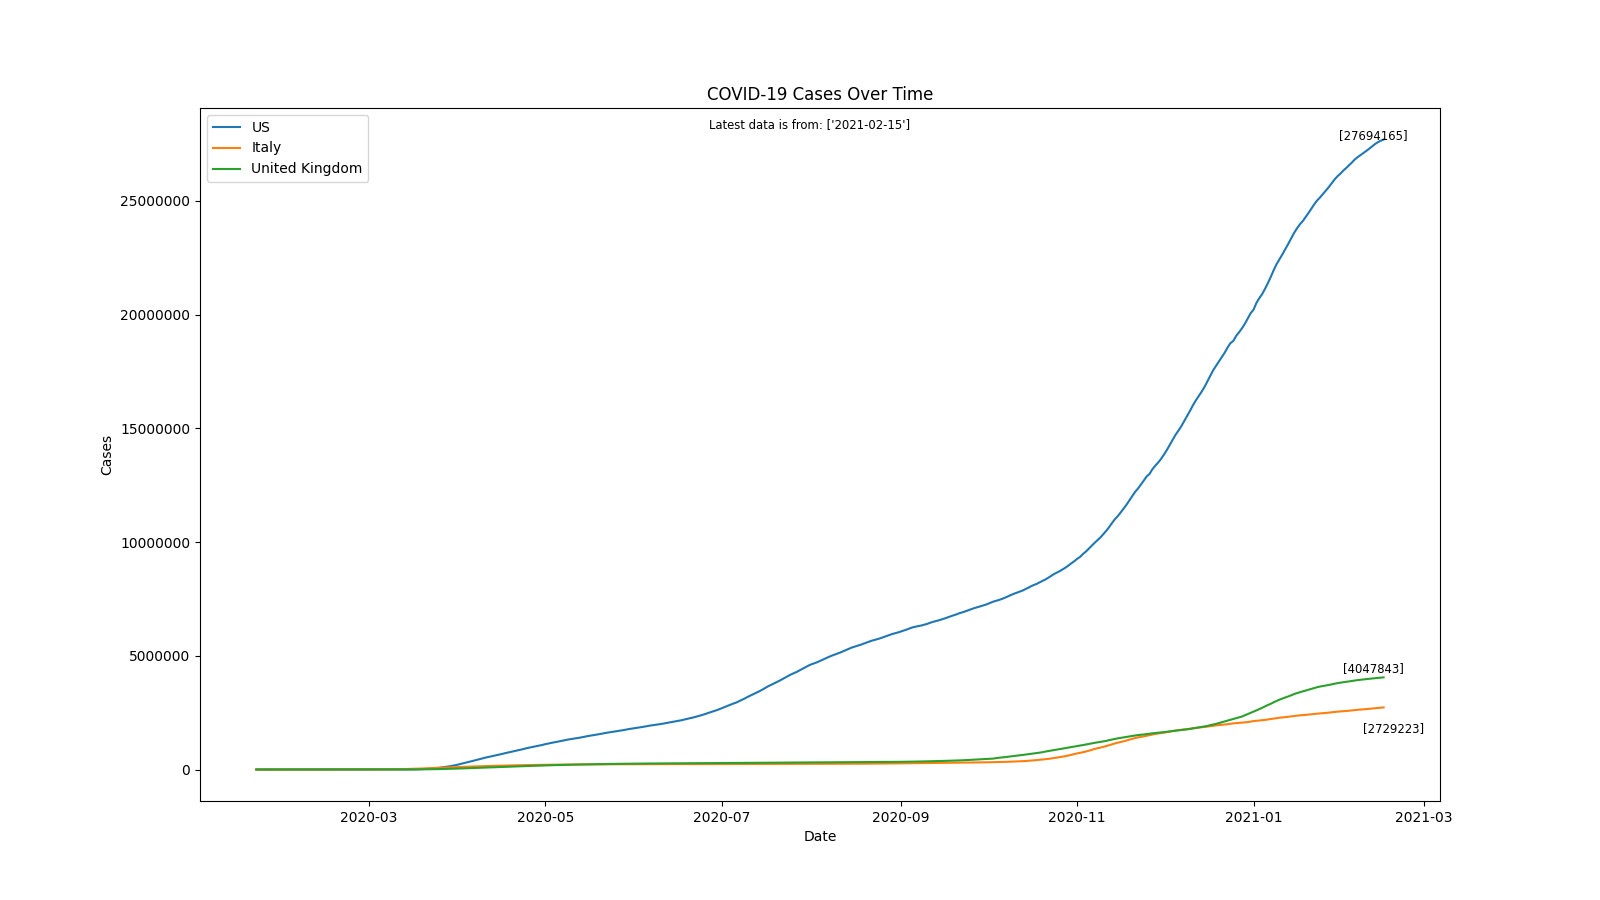 COVID-19 Cases Over Time
Latest data is from: ['2021-02-15']
US
Italy
United Kingdom
[27694165]
[4047843]
[2729223]
Cases
25000000
20000000
15000000
10000000
5000000
0
2020-03
2020-05
2020-07
2020-09
2020-11
2021-01
2021-03
Date